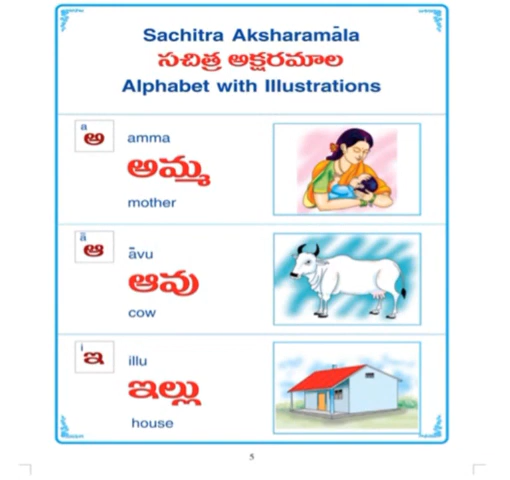 Sachitra Aksharamāla
సచిత్ర అక్షరమాల
Alphabet with Illustrations
a
అ
amma
అమ్మ
mother
ā
ఆ
āvu
ఆవు
cow
i
ఇ
illu
ఇల్లు
house
5